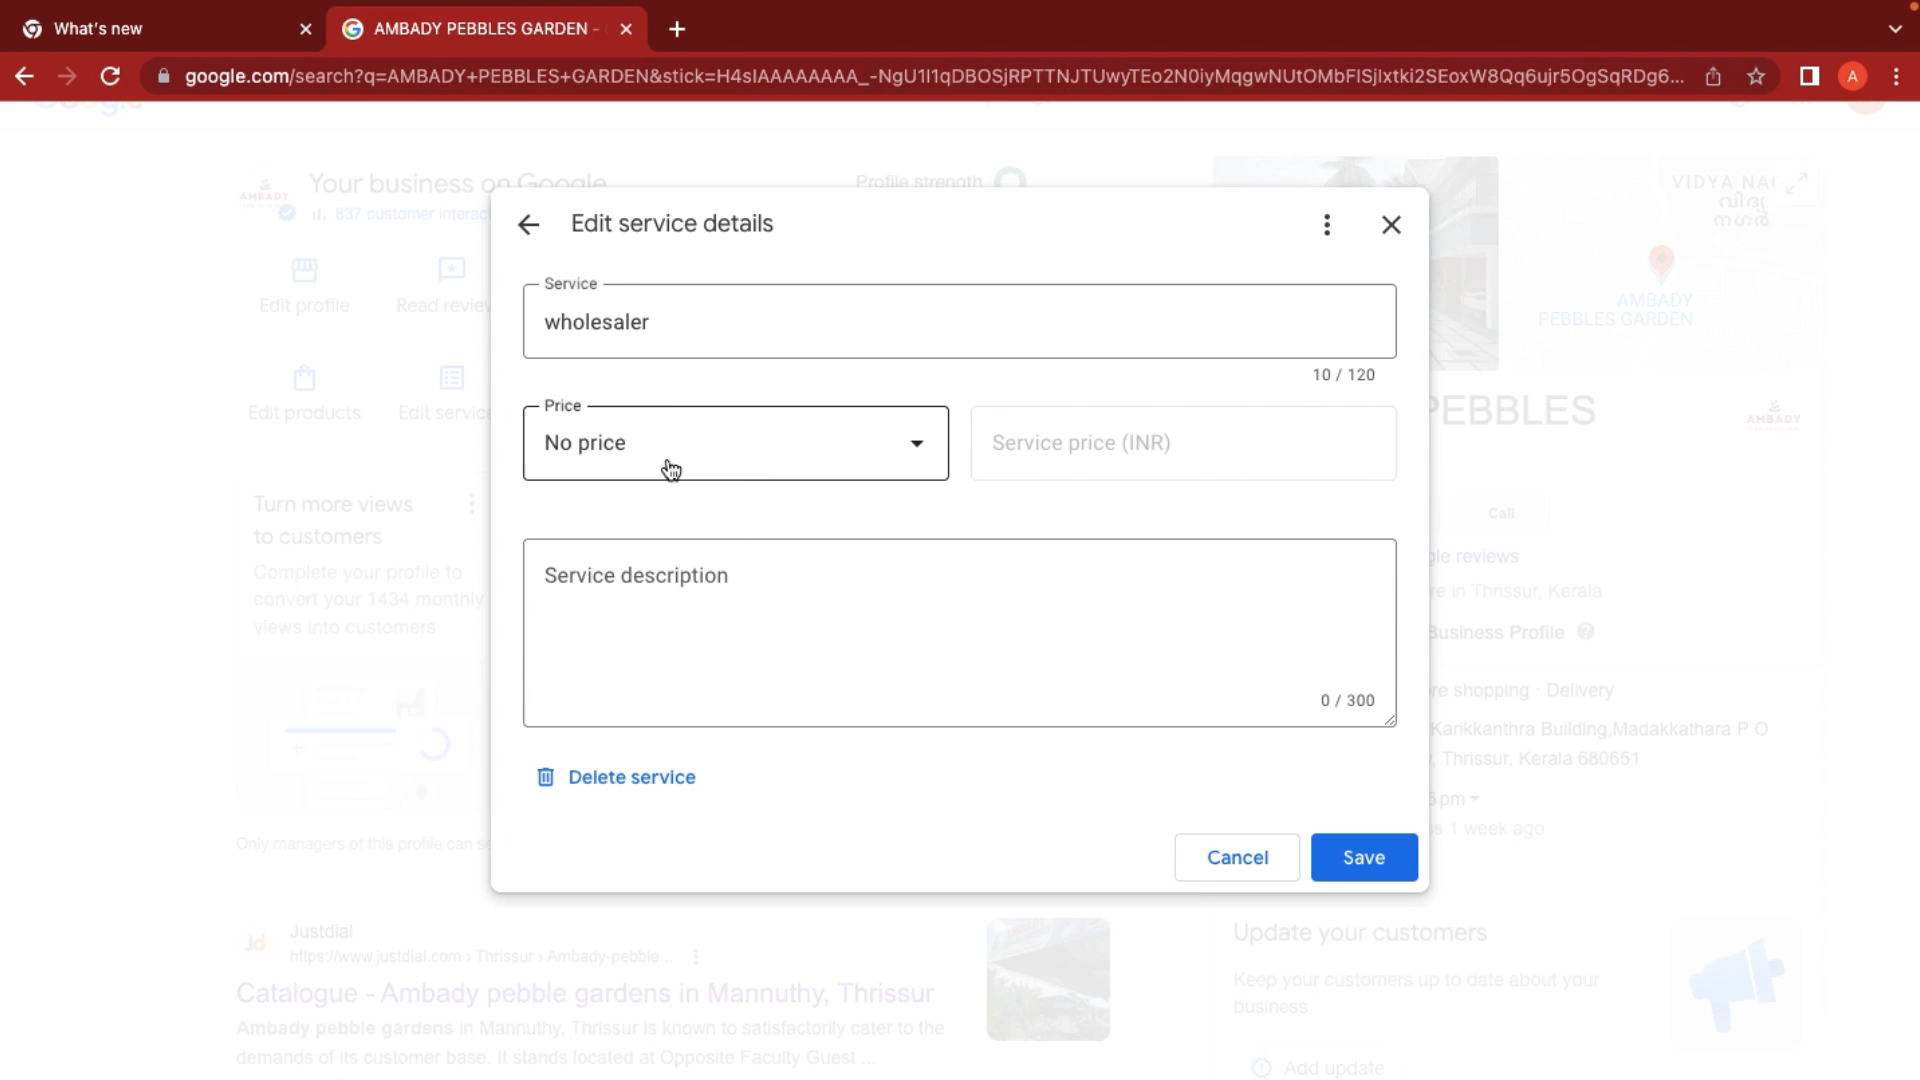 What's new
AMBADY PEBBLES GARDEN -
google.com/search?q=AMBADY+PEBBLES+GARDEN&stick=H4sIAAAAAAAA_-NgU1I1qDBOSjRPTTNJTUwyTEo2N0iyMqgwNUtOMbFISjIxtki2SEoxW8Qq6ujr5OgSqRDg6...
A
Your business on Google
Profile strength
AMBADY
837 customer interac
VIDYA NA
വിദ്യ
നഗർ
Edit service details
Service
wholesaler
10 / 120
Edit profile
Read review
AMBADY
PEBBLES GARDEN
Price
No price
Service price (INR)
Edit products
Edit servic
PEBBLES
AMBADY
Turn more views
to customers
Complete your profile to
convert your 1434 monthly
views into customers
Call
gle reviews
re in Thrissur, Kerala
Business Profile
Service description
0 / 300
re shopping · Delivery
Karikkanthra Building,Madakkathara P O
, Thrissur, Kerala 680651
5 pm
s 1 week ago
Delete service
Cancel
Save
Only managers of this profile can se
Jd
Justdial
https://www.justdial.com › Thrissur › Ambady-pebble...
Catalogue - Ambady pebble gardens in Mannuthy, Thrissur
Ambady pebble gardens in Mannuthy, Thrissur is known to satisfactorily cater to the
demands of its customer base. It stands located at Opposite Faculty Guest ...
Update your customers
Keep your customers up to date about your
business
Add update